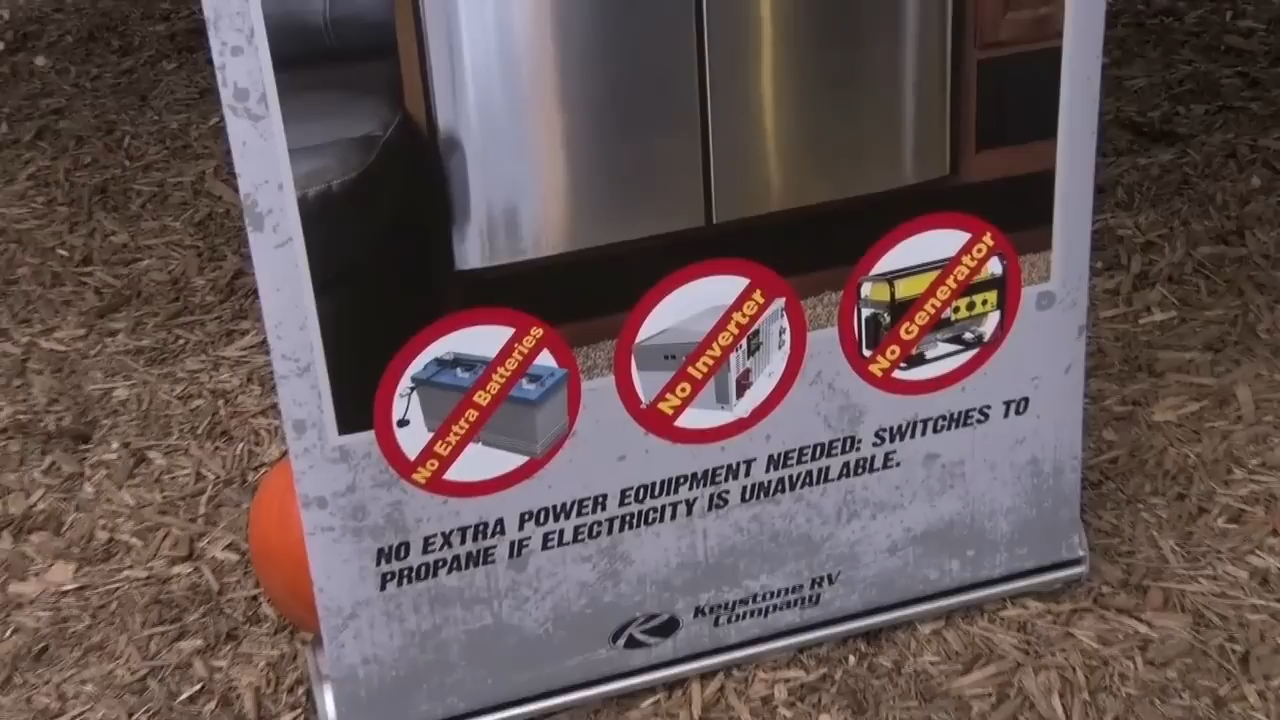 No Extra Batteries
No Inverter
No Generator
NO EXTRA POWER EQUIPMENT NEEDED: SWITCHES TO
PROPANE IF ELECTRICITY IS UNAVAILABLE.
K
Keystone RV
Company